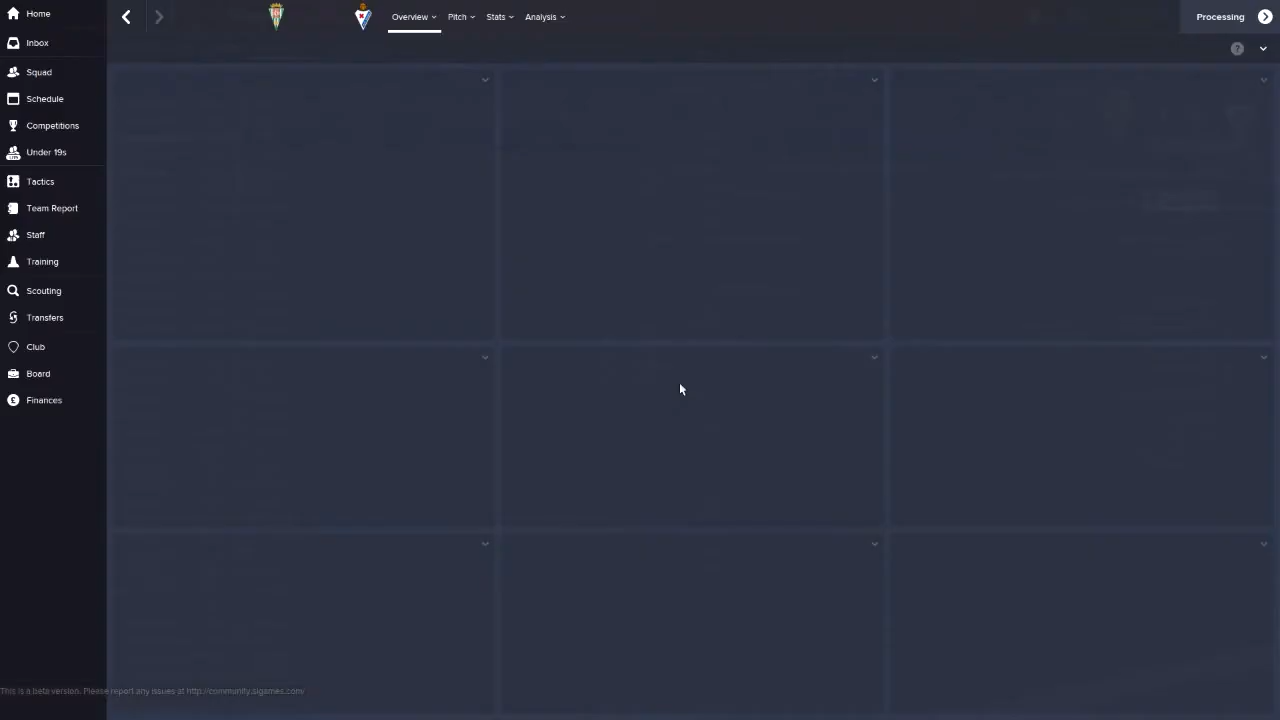 Home
Inbox
Squad
Schedule
Competitions
Under 19s
Tactics
Team Report
Staff
Training
Scouting
Transfers
Club
Board
Finances
Overview
Pitch
Stats
Analysis
Processing
?
This is a beta version. Please report any issues at http://community.sigames.com/